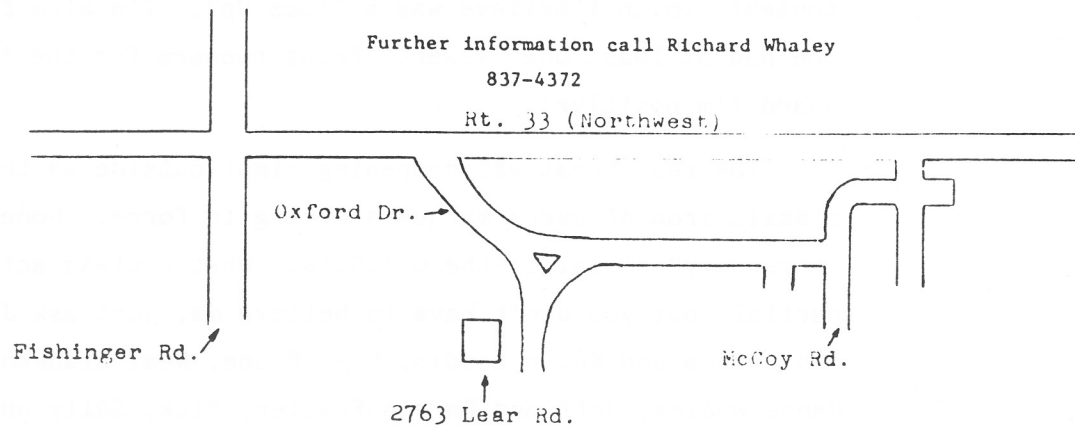 Further information call Richard Whaley
837-4372
Rt. 33 (Northwest)
Oxford Dr.
Fishinger Rd.
McCoy Rd.
2763 Lear Rd.